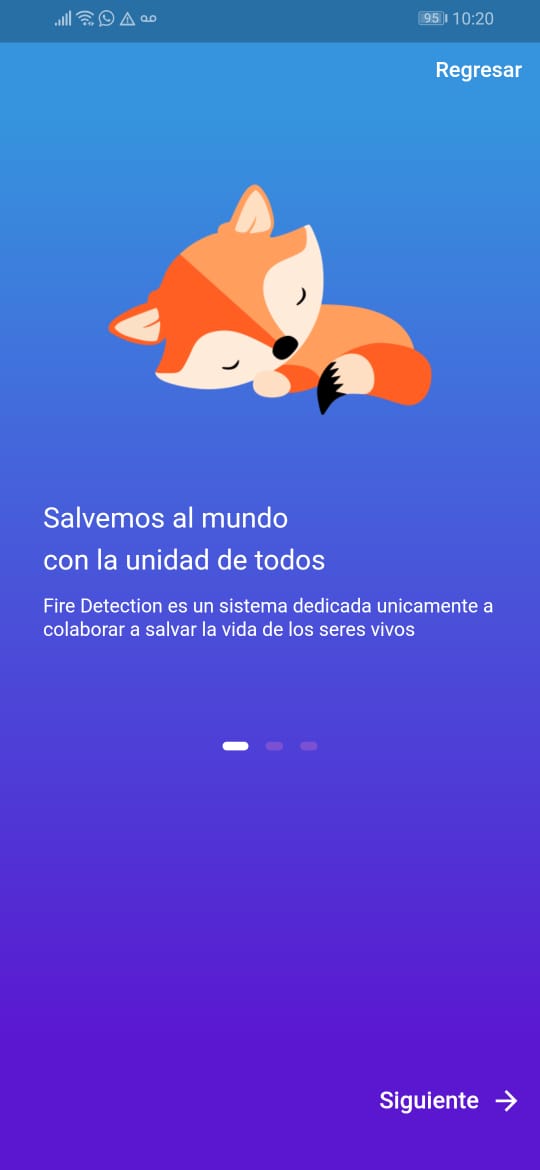 95 10:20
Regresar
Salvemos al mundo
con la unidad de todos
Fire Detection es un sistema dedicada unicamente a
colaborar a salvar la vida de los seres vivos
Siguiente